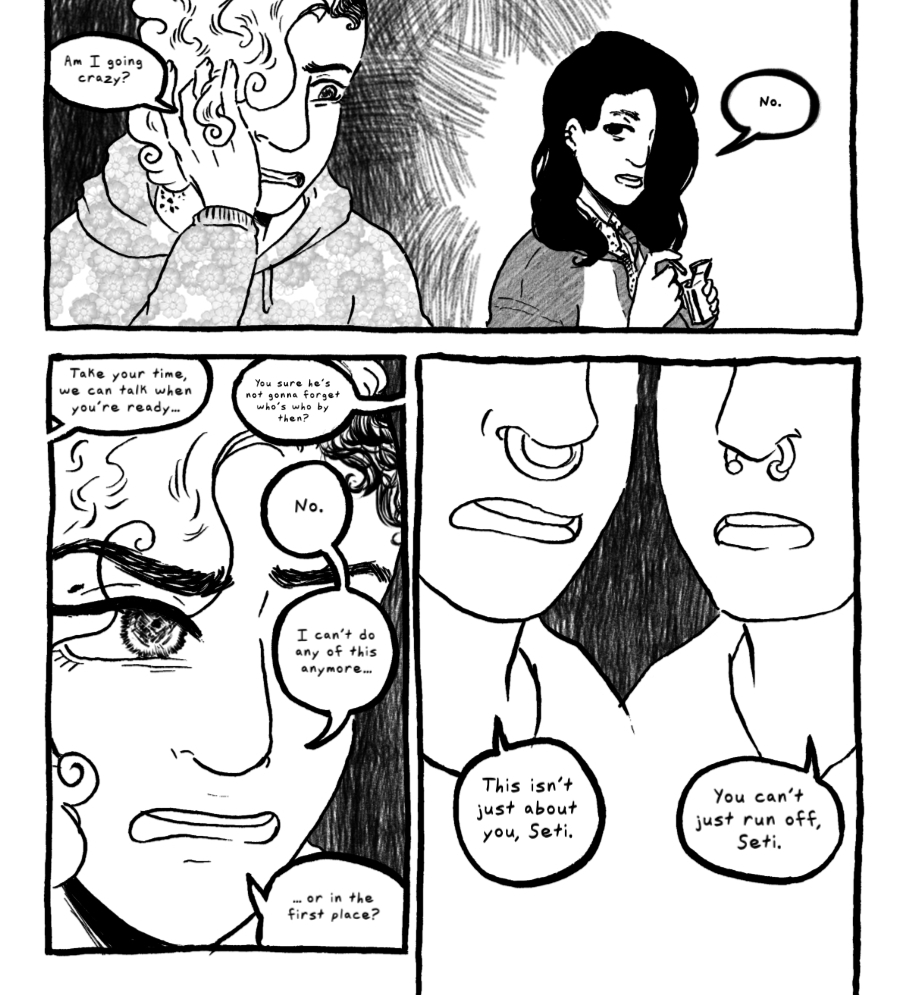 Am I going
crazy?
No.
Take your time,
we can talk when
you're ready...
You sure he's
not gonna forget
who's who by
then?
No.
I can't do
any of this
anymore...
... or in the
first place?
This isn't
just about
you, Seti.
You can't
just run off,
Seti.